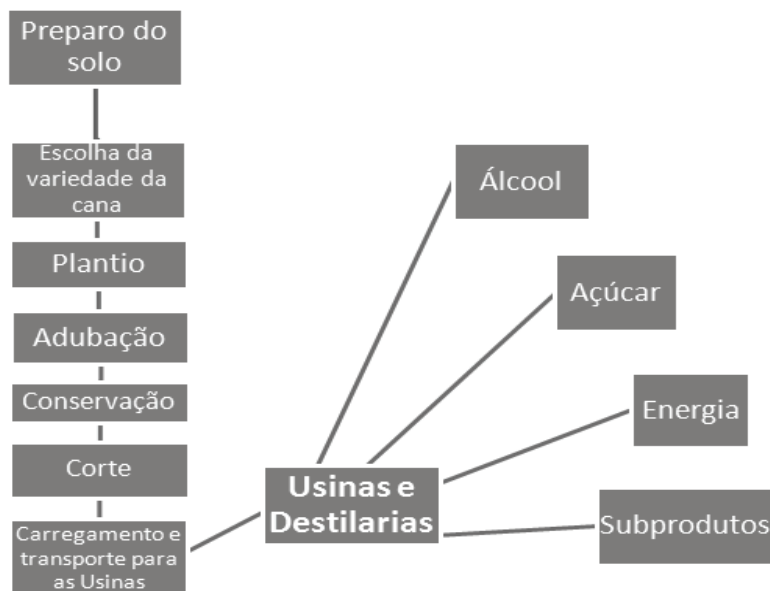 Preparo do
solo
Escolha da
variedade da
cana
Plantio
Adubação
Conservação
Corte
Carregamento e
transporte para
as Usinas
Usinas e
Destilarias
Álcool
Açúcar
Energia
Subprodutos